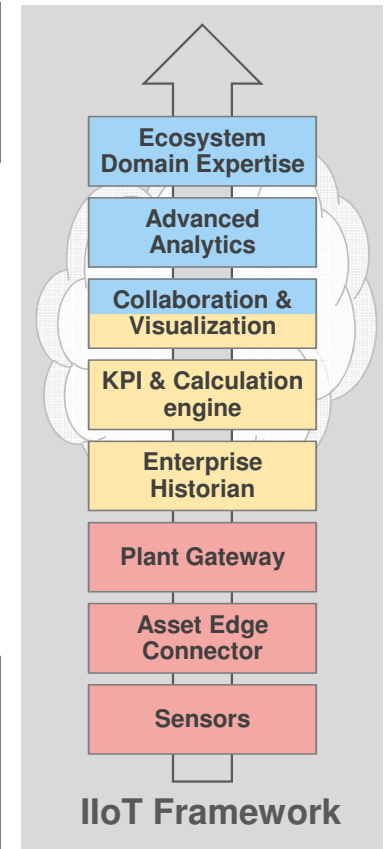 Ecosystem
Domain Expertise
Advanced
Analytics
Collaboration &
Visualization
KPI & Calculation
engine
Enterprise
Historian
Plant Gateway
Asset Edge
Connector
Sensors
IIoT Framework